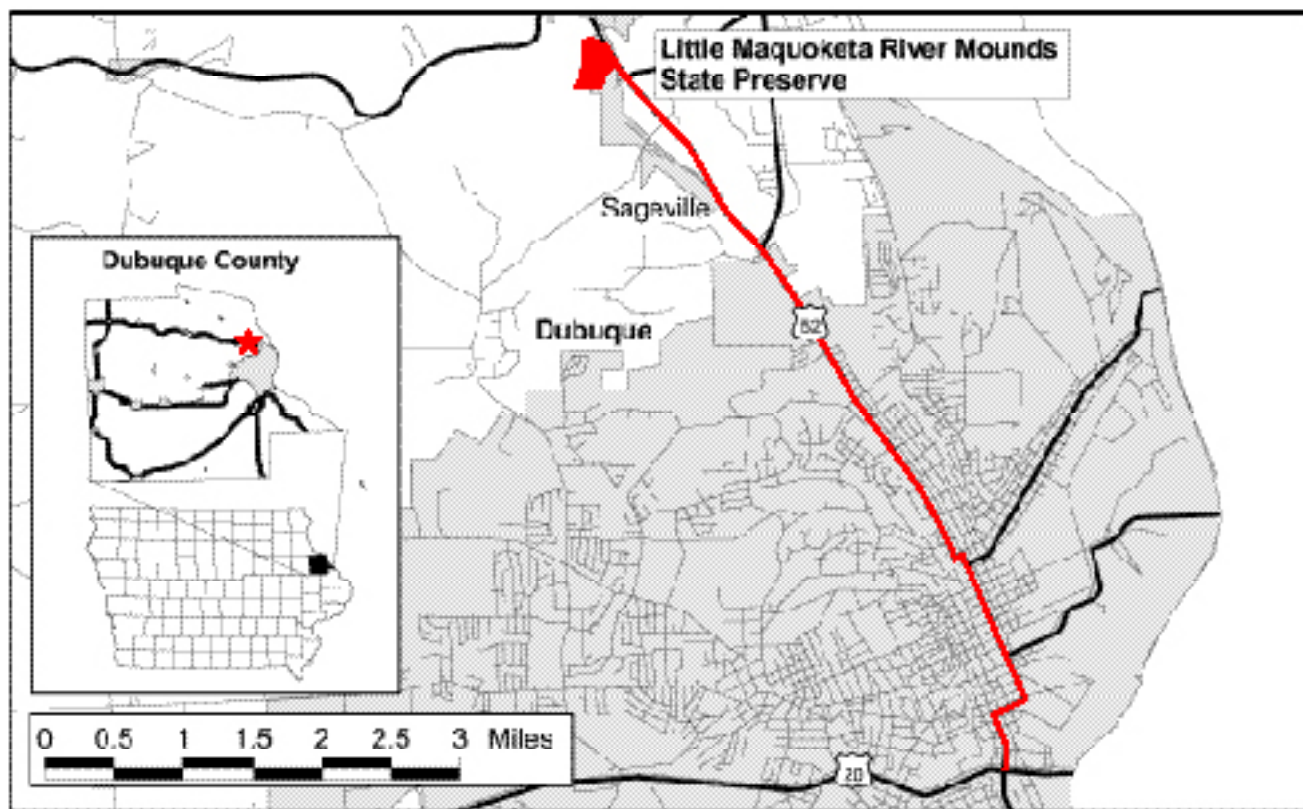 Little Maquoketa River Mounds
State Preserve
Sageville
Dubuque County
52
Dubuque
0 0.5 1 1.5 2 2.5 3 Miles
20